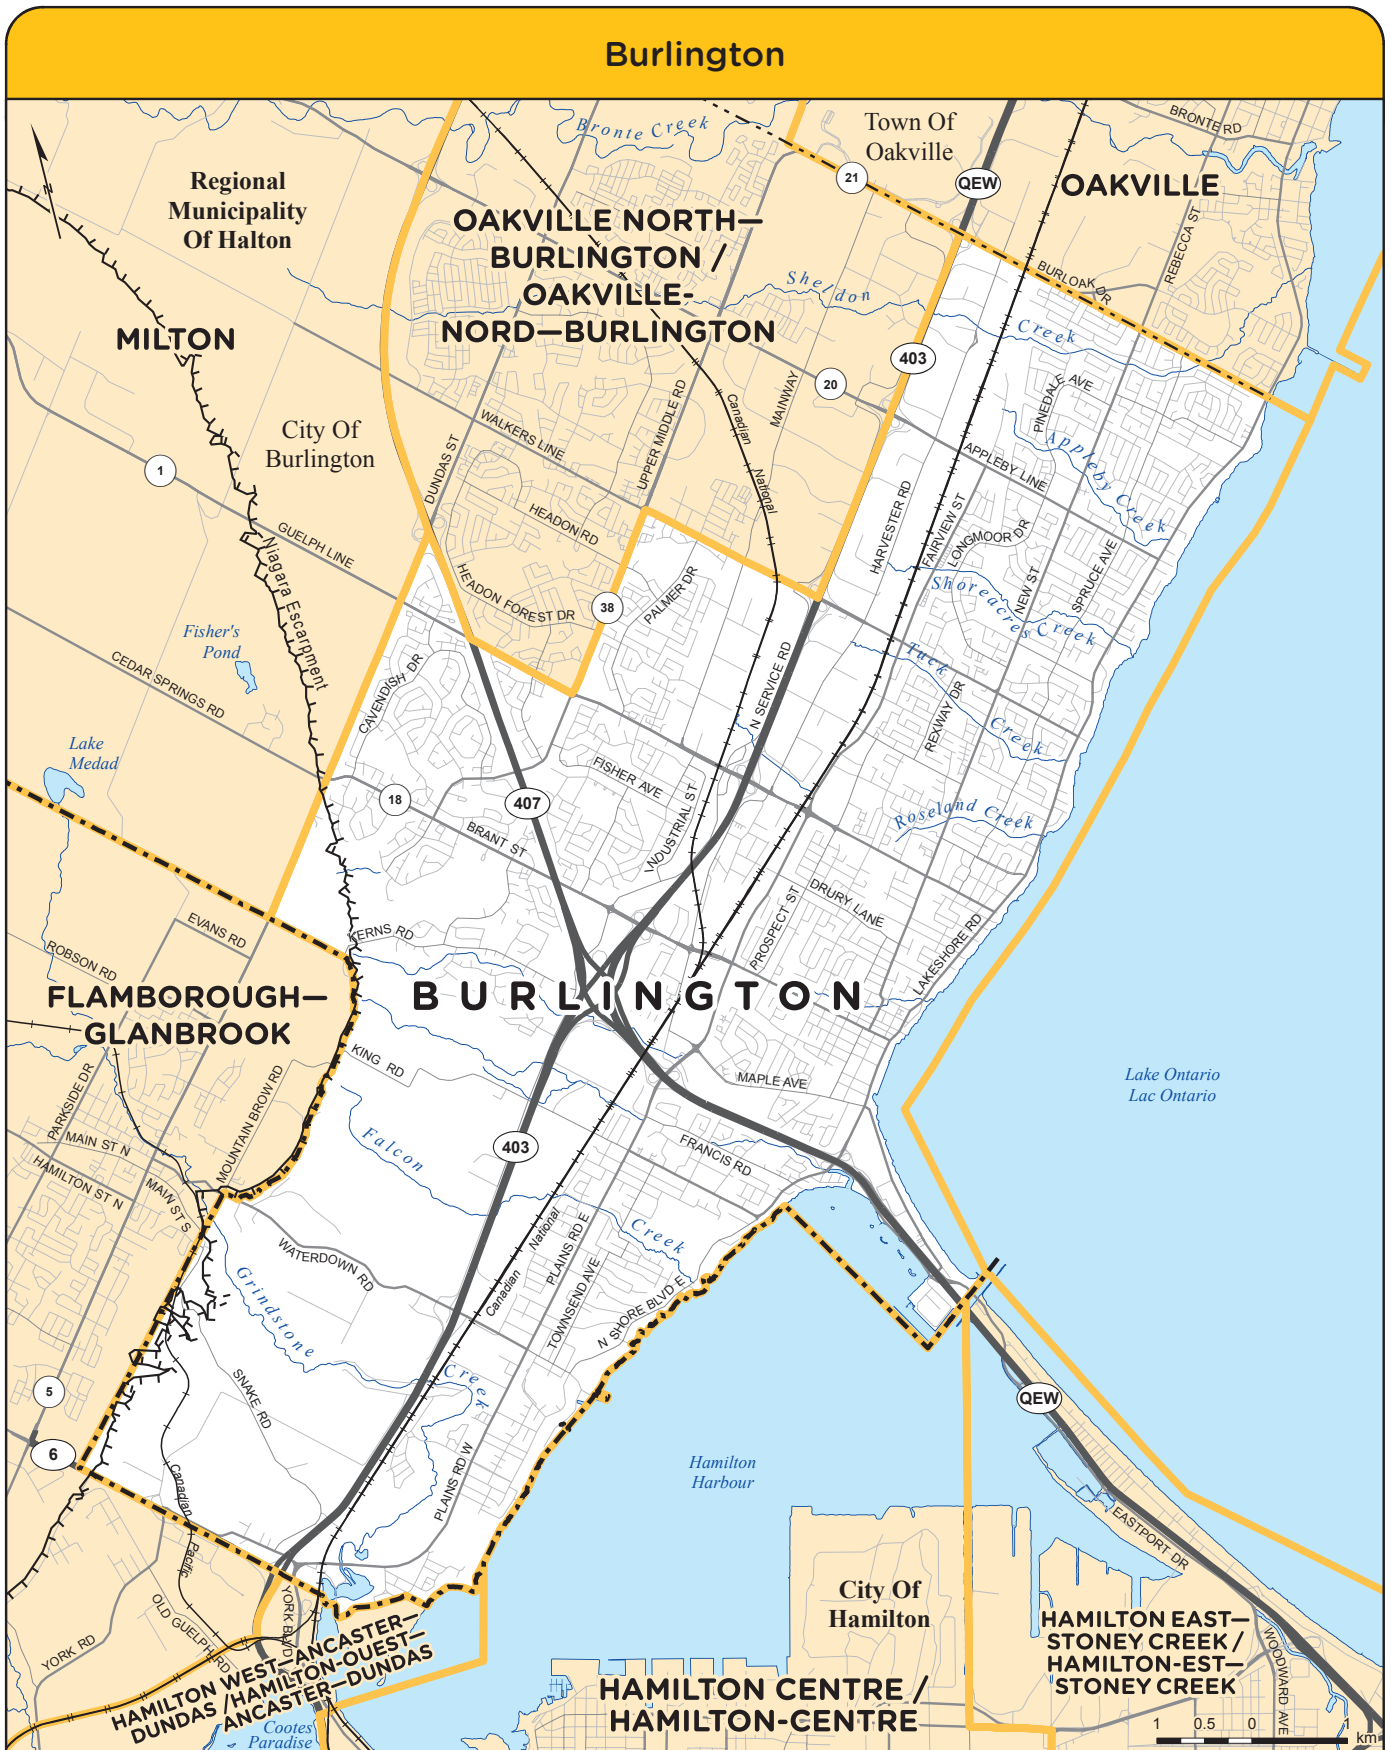 Burlington
Bronte Creek
Town Of
Oakville
BRONTE RD
21
QEW
OAKVILLE
Regional
Municipality
Of Halton
N
OAKVILLE NORTH—
BURLINGTON /
OAKVILLE-
NORD—BURLINGTON
REBECCA ST
BURLOAK DR
Sheldon
Creek
MILTON
403
20
PINEDALE AVE
MAINWAY
Canadian
National
UPPER MIDDLE RD
WALKERS LINE
City Of
Burlington
DUNDAS ST
Appleby Creek
APPLEBY LINE
1
HARVESTER RD
FAIRVIEW ST
LONGMOOR DR
HEADON RD
GUELPH LINE
Niagara Escarpment
NEW ST
SPRUCE AVE
HEADON FOREST DR
38
PALMER DR
Shoreacres Creek
Fisher's
Pond
CEDAR SPRINGS RD
CAVENDISH DR
N SERVICE RD
Tuck
Creek
REXWAY DR
Lake
Medad
FISHER AVE
18
407
INDUSTRIAL ST
BRANT ST
Roseland Creek
DRURY LANE
PROSPECT ST
LAKESHORE RD
EVANS RD
KERNS RD
ROBSON RD
FLAMBOROUGH—
GLANBROOK
BURLINGTON
KING RD
MAPLE AVE
Lake Ontario
Lac Ontario
PARKSIDE DR
MOUNTAIN BROW RD
MAIN ST N
HAMILTON ST N
MAIN ST S
Falcon
Creek
403
FRANCIS RD
WATERDOWN RD
Canadian
National
PLAINS RD E
TOWNSEND AVE
N SHORE BLVD E
Grindstone
Creek
SNAKE RD
5
6
QEW
PLAINS RD W
Hamilton
Harbour
Canadian
Pacific
EASTPORT DR
YORK BLVD
OLD GUELPH RD
YORK RD
City Of
Hamilton
HAMILTON WEST—ANCASTER—
DUNDAS / HAMILTON-OUEST—
ANCASTER—DUNDAS
Cootes
Paradise
HAMILTON CENTRE /
HAMILTON-CENTRE
HAMILTON EAST—
STONEY CREEK /
HAMILTON-EST—
STONEY CREEK
WOODWARD AVE
1 0.5 0 1
km